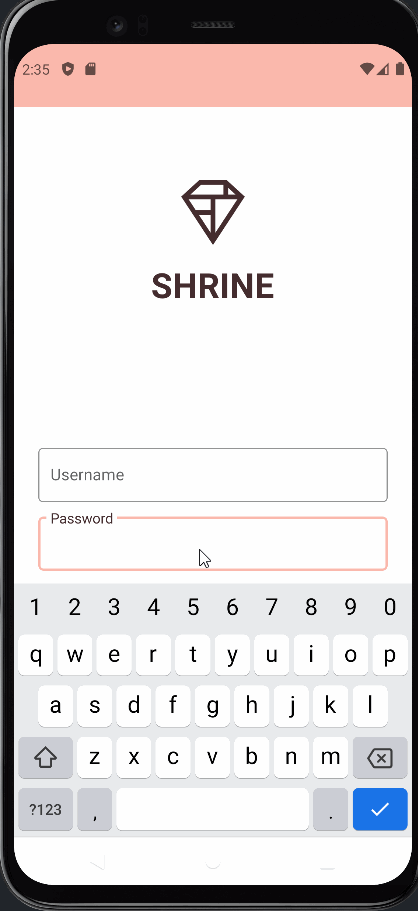 2:35
SHRINE
Username
Password
1 2 3 4 5 6 7 8 9 0
q w e r t y u i o p
a s d f g h j k l
z x c v b n m
?123 , .